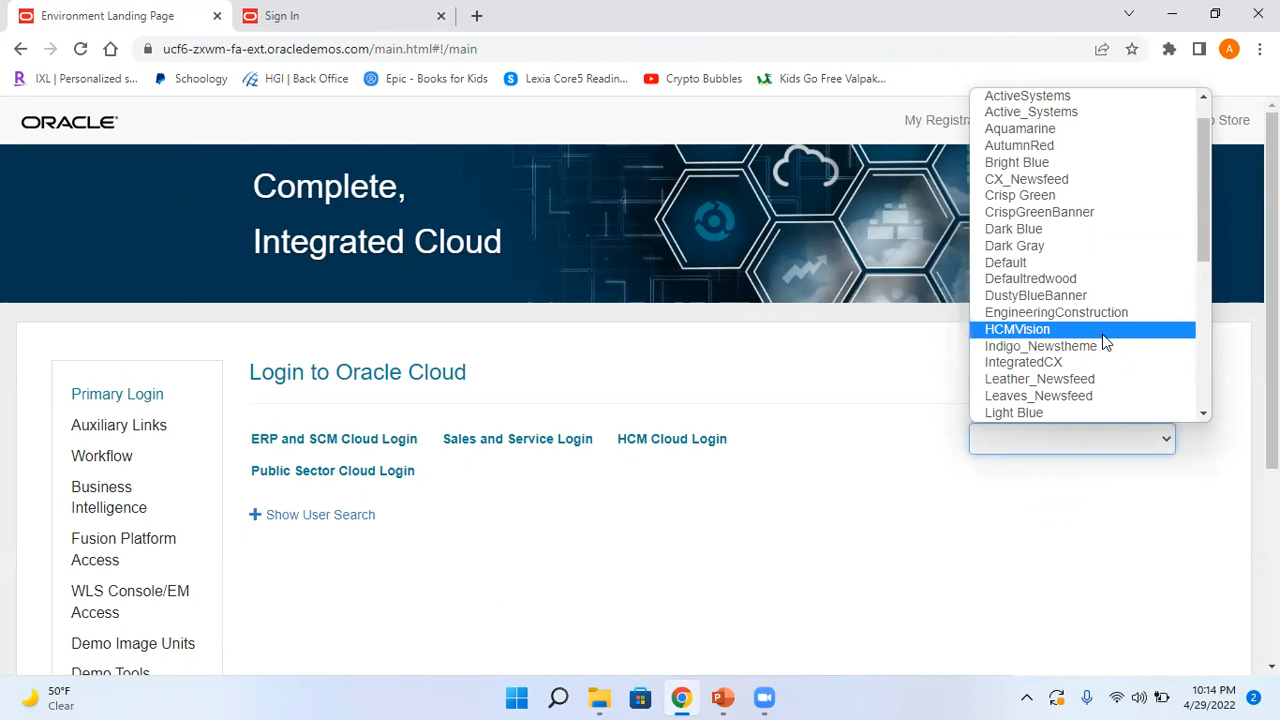 Environment Landing Page
Sign In
ucf6-zxwm-fa-ext.oracledemos.com/main.html#!/main
A
IXL | Personalized s...
Schoology
HGI | Back Office
Epic - Books for Kids
Lexia Core5 Readin...
Crypto Bubbles
Kids Go Free Valpak...
ORACLE
My Registra
p Store
Complete,
Integrated Cloud
ActiveSystems
Active_Systems
Aquamarine
AutumnRed
Bright Blue
CX_Newsfeed
Crisp Green
CrispGreenBanner
Dark Blue
Dark Gray
Default
Defaultredwood
DustyBlueBanner
EngineeringConstruction
HCMVision
Indigo_Newstheme
IntegratedCX
Leather_Newsfeed
Leaves_Newsfeed
Light Blue
Primary Login
Auxiliary Links
Workflow
Business
Intelligence
Fusion Platform
Access
WLS Console/EM
Access
Demo Image Units
Demo Tools
Login to Oracle Cloud
ERP and SCM Cloud Login
Sales and Service Login
HCM Cloud Login
Public Sector Cloud Login
Show User Search
50°F
Clear
10:14 PM
4/29/2022
2